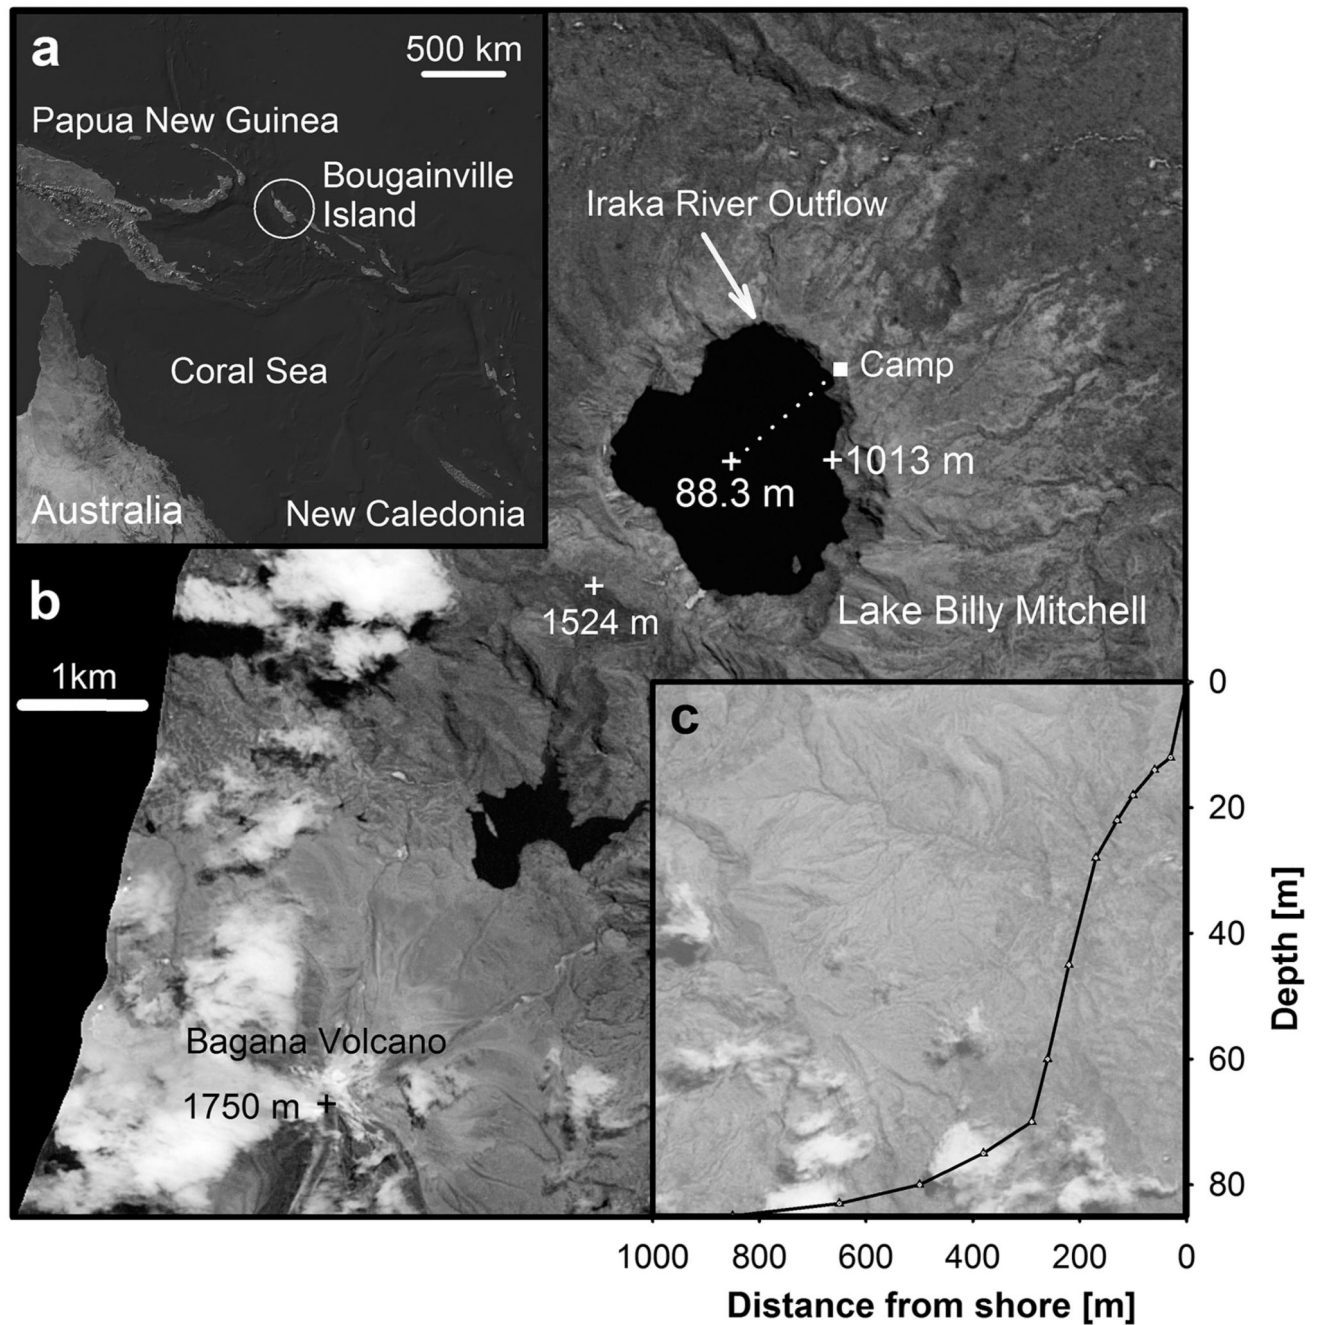 a
500 km
Papua New Guinea
Bougainville
Island
Coral Sea
Australia
New Caledonia
Iraka River Outflow
Camp
+1013 m
+
88.3 m
+
1524 m
Lake Billy Mitchell
b
1km
Bagana Volcano
1750 m +
c
0
20
40
60
80
Depth [m]
1000 800 600 400 200 0
Distance from shore [m]